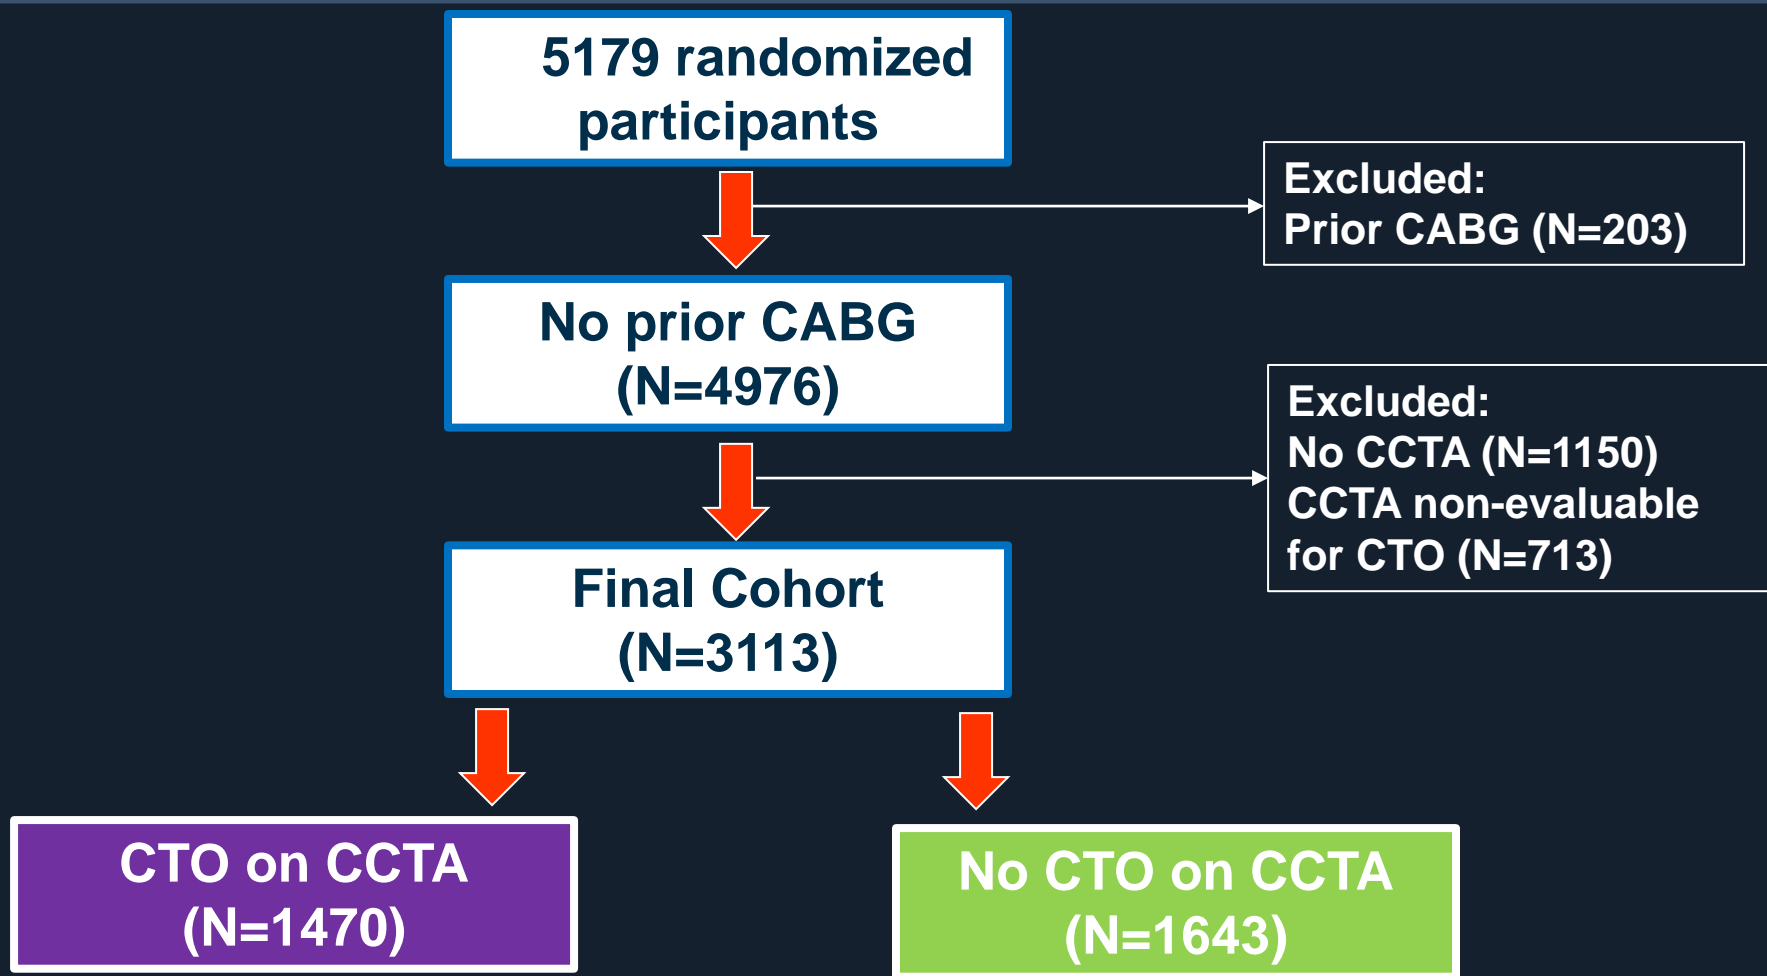 5179 randomized
participants
Excluded:
Prior CABG (N=203)
No prior CABG
(N=4976)
Excluded:
No CCTA (N=1150)
CCTA non-evaluable
for CTO (N=713)
Final Cohort
(N=3113)
CTO on CCTA
(N=1470)
No CTO on CCTA
(N=1643)